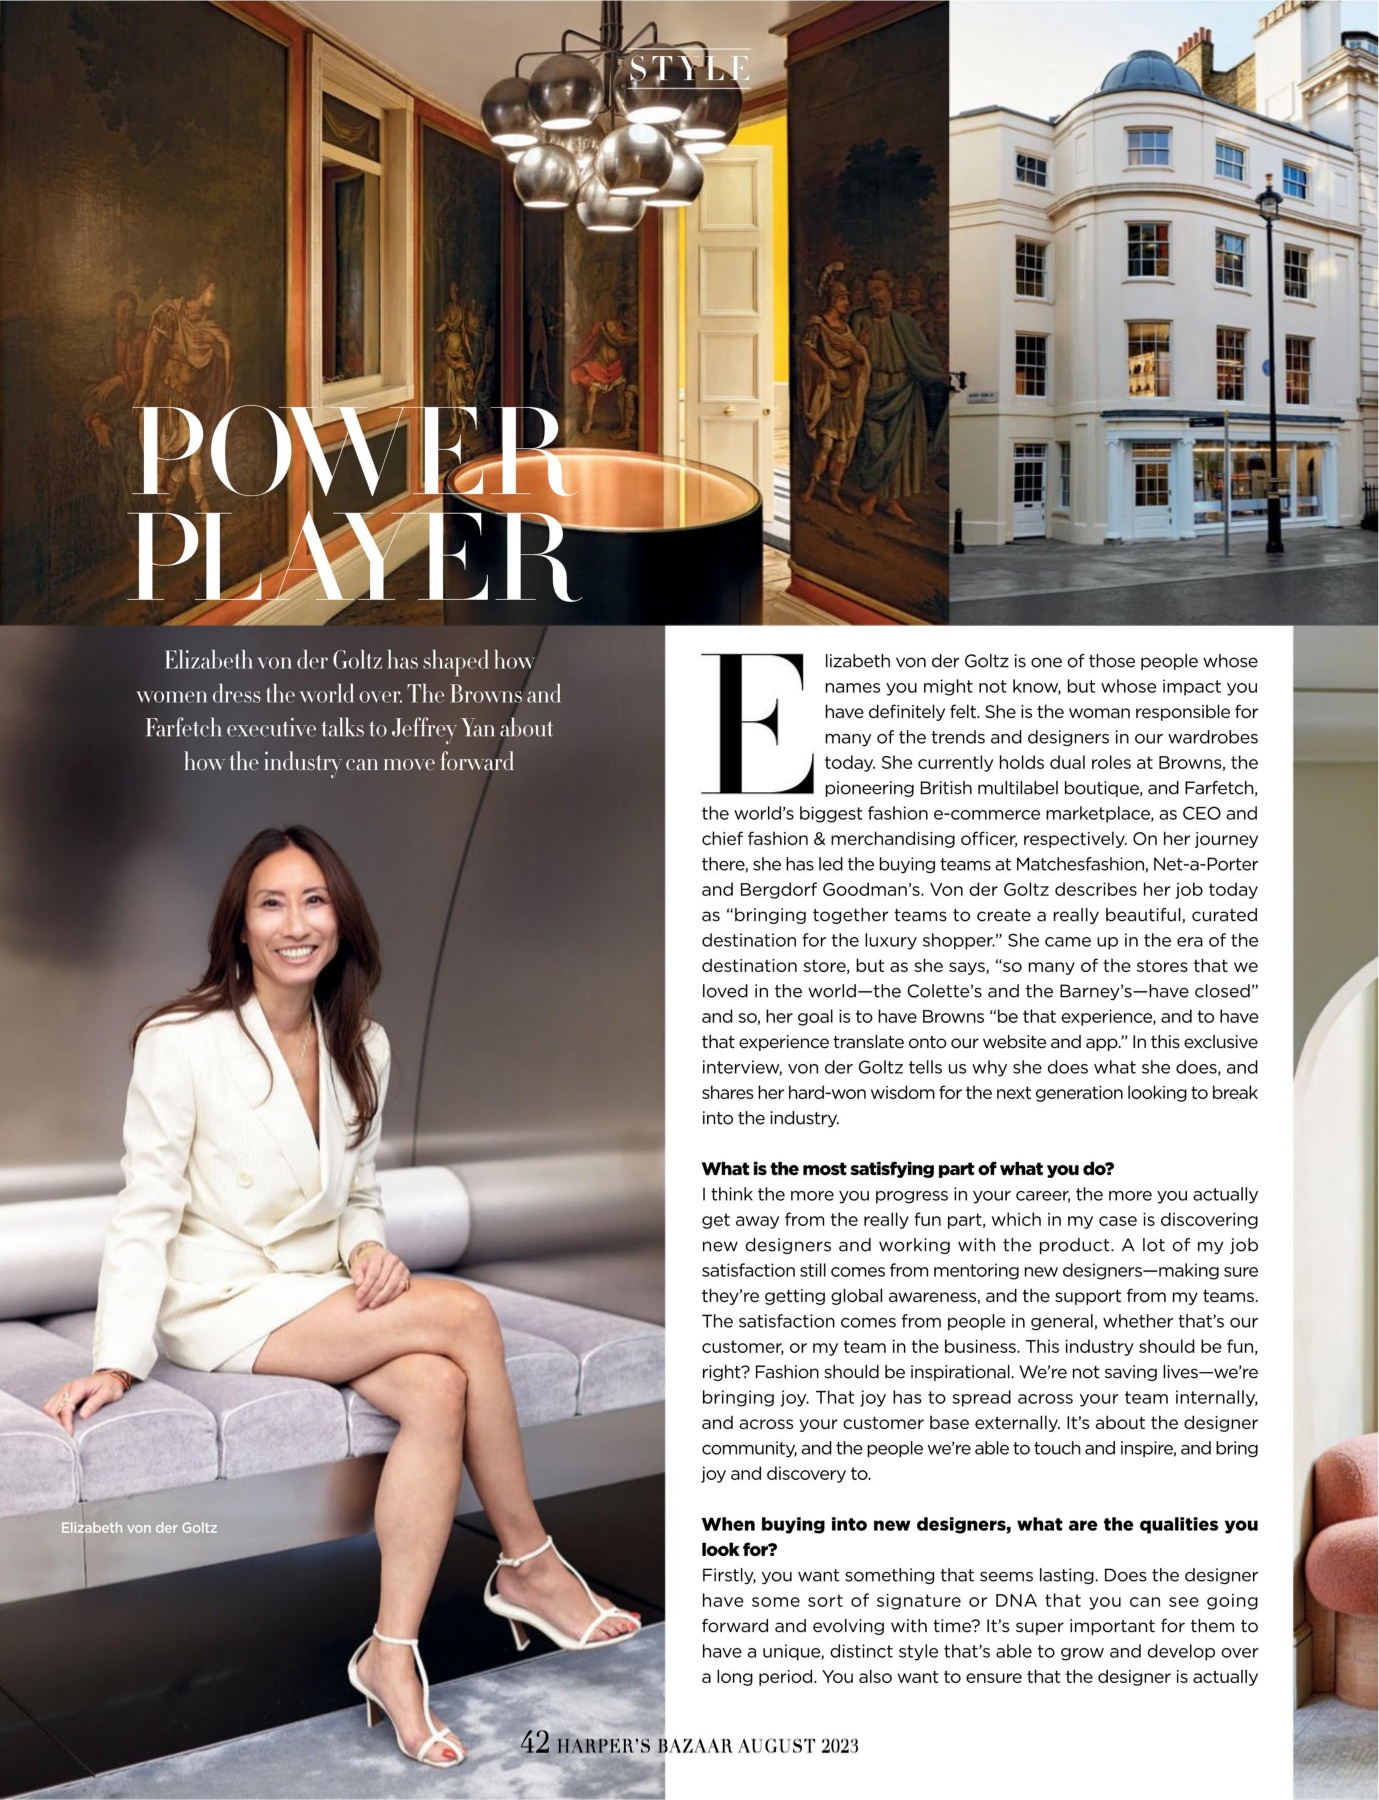 STYLE
POWER
PLAYER
Elizabeth von der Goltz has shaped how
women dress the world over. The Browns and
Farfetch executive talks to Jeffrey Yan about
how the industry can move forward
Elizabeth von der Goltz is one of those people whose
names you might not know, but whose impact you
have definitely felt. She is the woman responsible for
many of the trends and designers in our wardrobes
today. She currently holds dual roles at Browns, the
pioneering British multilabel boutique, and Farfetch,
the world’s biggest fashion e-commerce marketplace, as CEO and
chief fashion & merchandising officer, respectively. On her journey
there, she has led the buying teams at Matchesfashion, Net-a-Porter
and Bergdorf Goodman’s. Von der Goltz describes her job today
as “bringing together teams to create a really beautiful, curated
destination for the luxury shopper.” She came up in the era of the
destination store, but as she says, “so many of the stores that we
loved in the world—the Colette’s and the Barney’s—have closed”
and so, her goal is to have Browns “be that experience, and to have
that experience translate onto our website and app.” In this exclusive
interview, von der Goltz tells us why she does what she does, and
shares her hard-won wisdom for the next generation looking to break
into the industry.
What is the most satisfying part of what you do?
I think the more you progress in your career, the more you actually
get away from the really fun part, which in my case is discovering
new designers and working with the product. A lot of my job
satisfaction still comes from mentoring new designers—making sure
they’re getting global awareness, and the support from my teams.
The satisfaction comes from people in general, whether that’s our
customer, or my team in the business. This industry should be fun,
right? Fashion should be inspirational. We’re not saving lives—we’re
bringing joy. That joy has to spread across your team internally,
and across your customer base externally. It’s about the designer
community, and the people we’re able to touch and inspire, and bring
joy and discovery to.
When buying into new designers, what are the qualities you
look for?
Firstly, you want something that seems lasting. Does the designer
have some sort of signature or DNA that you can see going
forward and evolving with time? It’s super important for them to
have a unique, distinct style that’s able to grow and develop over
a long period. You also want to ensure that the designer is actually
Elizabeth von der Goltz
42 HARPER’S BAZAAR AUGUST 2023